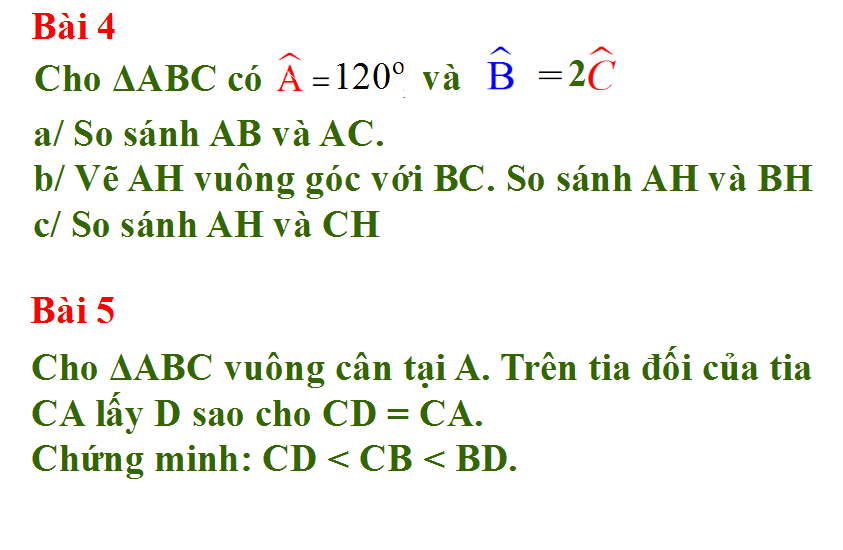 Bài 4
Cho ΔABC có Â = 120° và B̂ = 2Ĉ
a/ So sánh AB và AC.
b/ Vẽ AH vuông góc với BC. So sánh AH và BH
c/ So sánh AH và CH
Bài 5
Cho ΔABC vuông cân tại A. Trên tia đối của tia
CA lấy D sao cho CD = CA.
Chứng minh: CD < CB < BD.